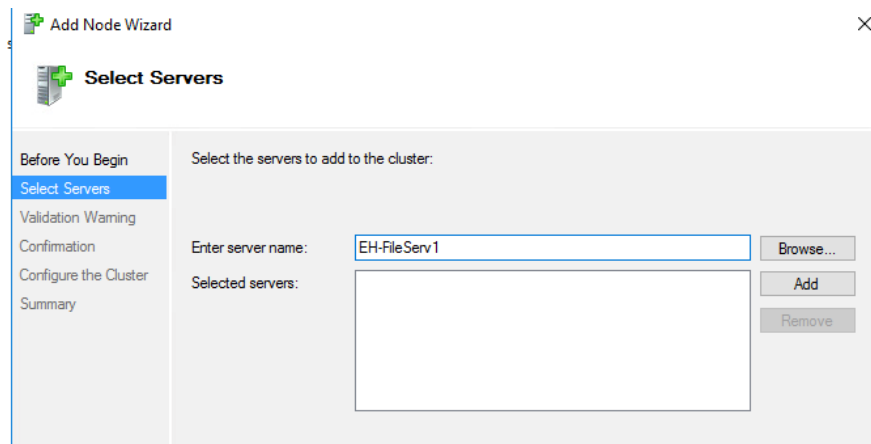 Add Node Wizard
Select Servers
Before You Begin
Select Servers
Validation Warning
Confirmation
Configure the Cluster
Summary
Select the servers to add to the cluster:
Enter server name: EH-FileServ1 Browse...
Selected servers: Add
Remove